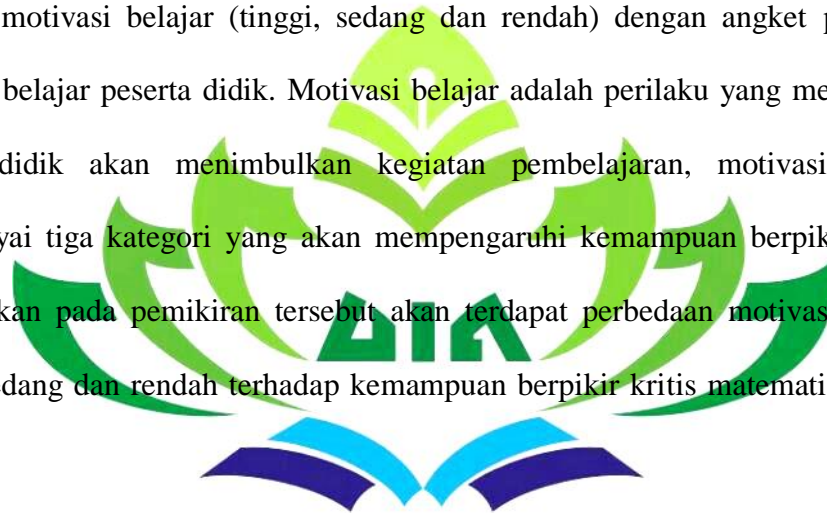 motivasi belajar (tinggi, sedang dan rendah) dengan angket p
belajar peserta didik. Motivasi belajar adalah perilaku yang me
didik akan menimbulkan kegiatan pembelajaran, motivasi
yai tiga kategori yang akan mempengaruhi kemampuan berpik
kan pada pemikiran tersebut akan terdapat perbedaan motivas
edang dan rendah terhadap kemampuan berpikir kritis matemati